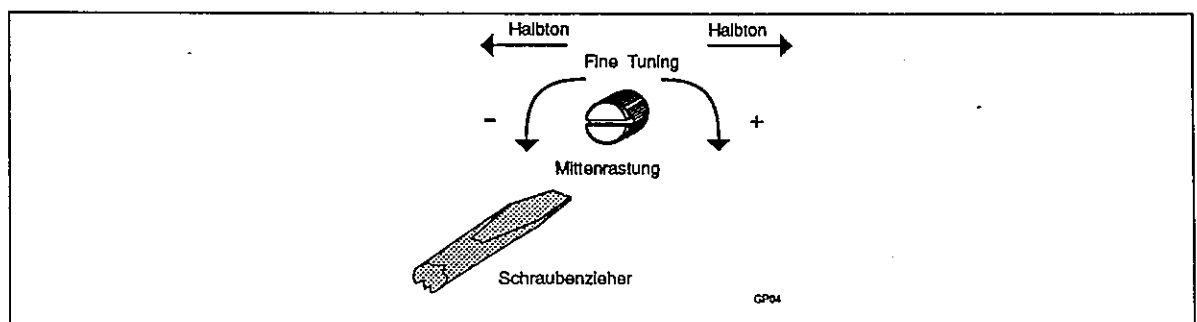 Halbton Halbton
Fine Tuning
- +
Mittenrastung
Schraubenzieher
GP04